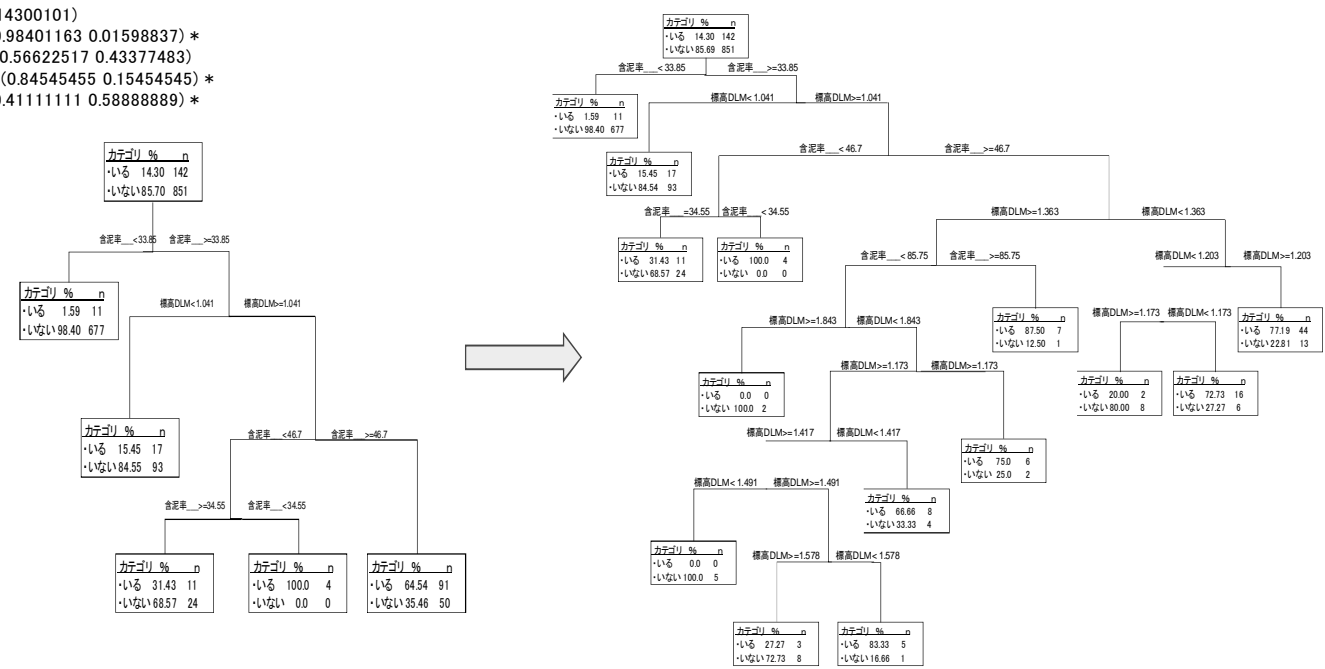 14300101)
0.98401163 0.01598837) *
0.56622517 0.43377483)
(0.84545455 0.15454545) *
0.41111111 0.58888889) *
カテゴリ % n
・いる 14.30 142
・いない 85.70 851
含泥率___<33.85 含泥率___>=33.85
カテゴリ % n
・いる 1.59 11
・いない 98.40 677
標高DLM<1.041 標高DLM>=1.041
カテゴリ % n
・いる 15.45 17
・いない 84.55 93
含泥率___<46.7 含泥率___>=46.7
含泥率___>=34.55 含泥率___<34.55
カテゴリ % n
・いる 31.43 11
・いない 68.57 24
カテゴリ % n
・いる 100.0 4
・いない 0.0 0
カテゴリ % n
・いる 64.54 91
・いない 35.46 50
カテゴリ % n
・いる 14.30 142
・いない 85.69 851
含泥率___< 33.85 含泥率___>=33.85
カテゴリ % n
・いる 1.59 11
・いない 98.40 677
標高DLM< 1.041 標高DLM>=1.041
カテゴリ % n
・いる 15.45 17
・いない 84.54 93
含泥率___< 46.7 含泥率___>=46.7
含泥率___=34.55 含泥率___< 34.55
カテゴリ % n
・いる 31.43 11
・いない 68.57 24
カテゴリ % n
・いる 100.0 4
・いない 0.0 0
標高DLM>=1.363 標高DLM<1.363
含泥率___< 85.75 含泥率___>=85.75
標高DLM< 1.203 標高DLM>=1.203
標高DLM>=1.843 標高DLM<1.843
カテゴリ % n
・いる 87.50 7
・いない 12.50 1
標高DLM>=1.173 標高DLM< 1.173
カテゴリ % n
・いる 77.19 44
・いない 22.81 13
カテゴリ % n
・いる 0.0 0
・いない 100.0 2
標高DLM>=1.173 標高DLM>=1.173
カテゴリ % n
・いる 20.00 2
・いない 80.00 8
カテゴリ % n
・いる 72.73 16
・いない 27.27 6
標高DLM>=1.417 標高DLM<1.417
カテゴリ % n
・いる 75.0 6
・いない 25.0 2
標高DLM< 1.491 標高DLM>=1.491
カテゴリ % n
・いる 66.66 8
・いない 33.33 4
カテゴリ % n
・いる 0.0 0
・いない 100.0 5
標高DLM>=1.578 標高DLM< 1.578
カテゴリ % n
・いる 27.27 3
・いない 72.73 8
カテゴリ % n
・いる 83.33 5
・いない 16.66 1